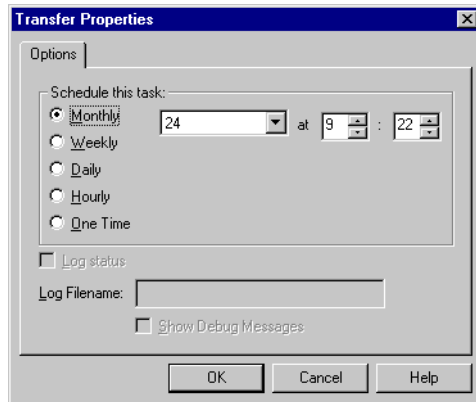 Transfer Properties
Options
Schedule this task:
Monthly 24 at 9 : 22
Weekly
Daily
Hourly
One Time
Log status
Log Filename:
Show Debug Messages
OK Cancel Help